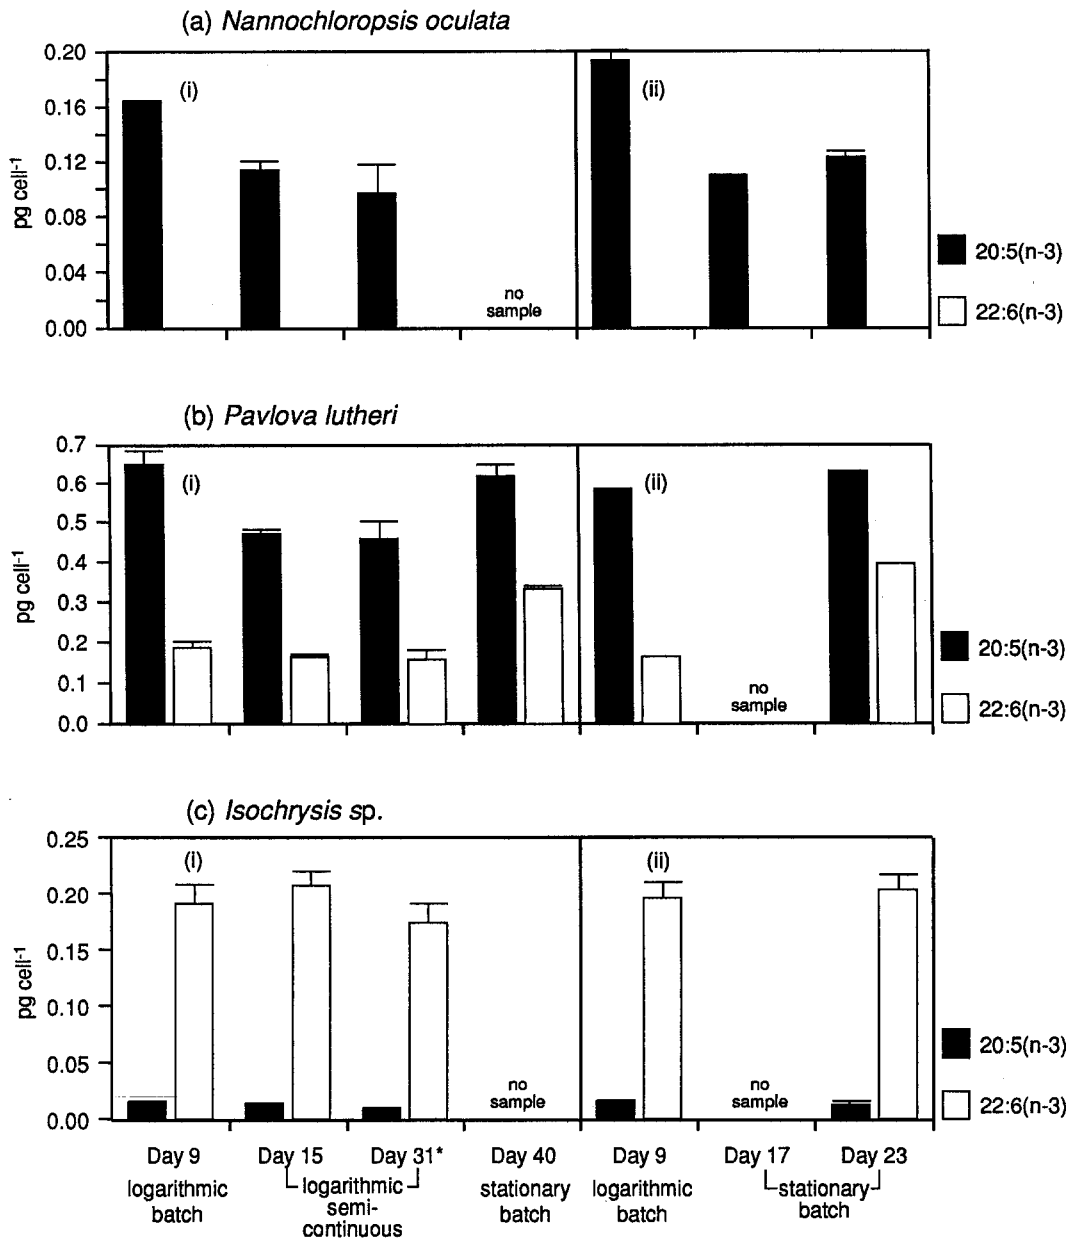 (a) Nannochloropsis oculata
0.20
0.16
0.12
0.08
0.04
0.00
pg cell-1
(i)
(ii)
no
sample
20:5(n-3)
22:6(n-3)
(b) Pavlova lutheri
0.7
0.6
0.5
0.4
0.3
0.2
0.1
0.0
pg cell-1
(i)
(ii)
no
sample
20:5(n-3)
22:6(n-3)
(c) Isochrysis sp.
0.25
0.20
0.15
0.10
0.05
0.00
pg cell-1
(i)
(ii)
no
sample
no
sample
20:5(n-3)
22:6(n-3)
Day 9 Day 15 Day 31* Day 40 Day 9 Day 17 Day 23
logarithmic
batch
logarithmic
semi-
continuous
stationary
batch
logarithmic
batch
stationary
batch